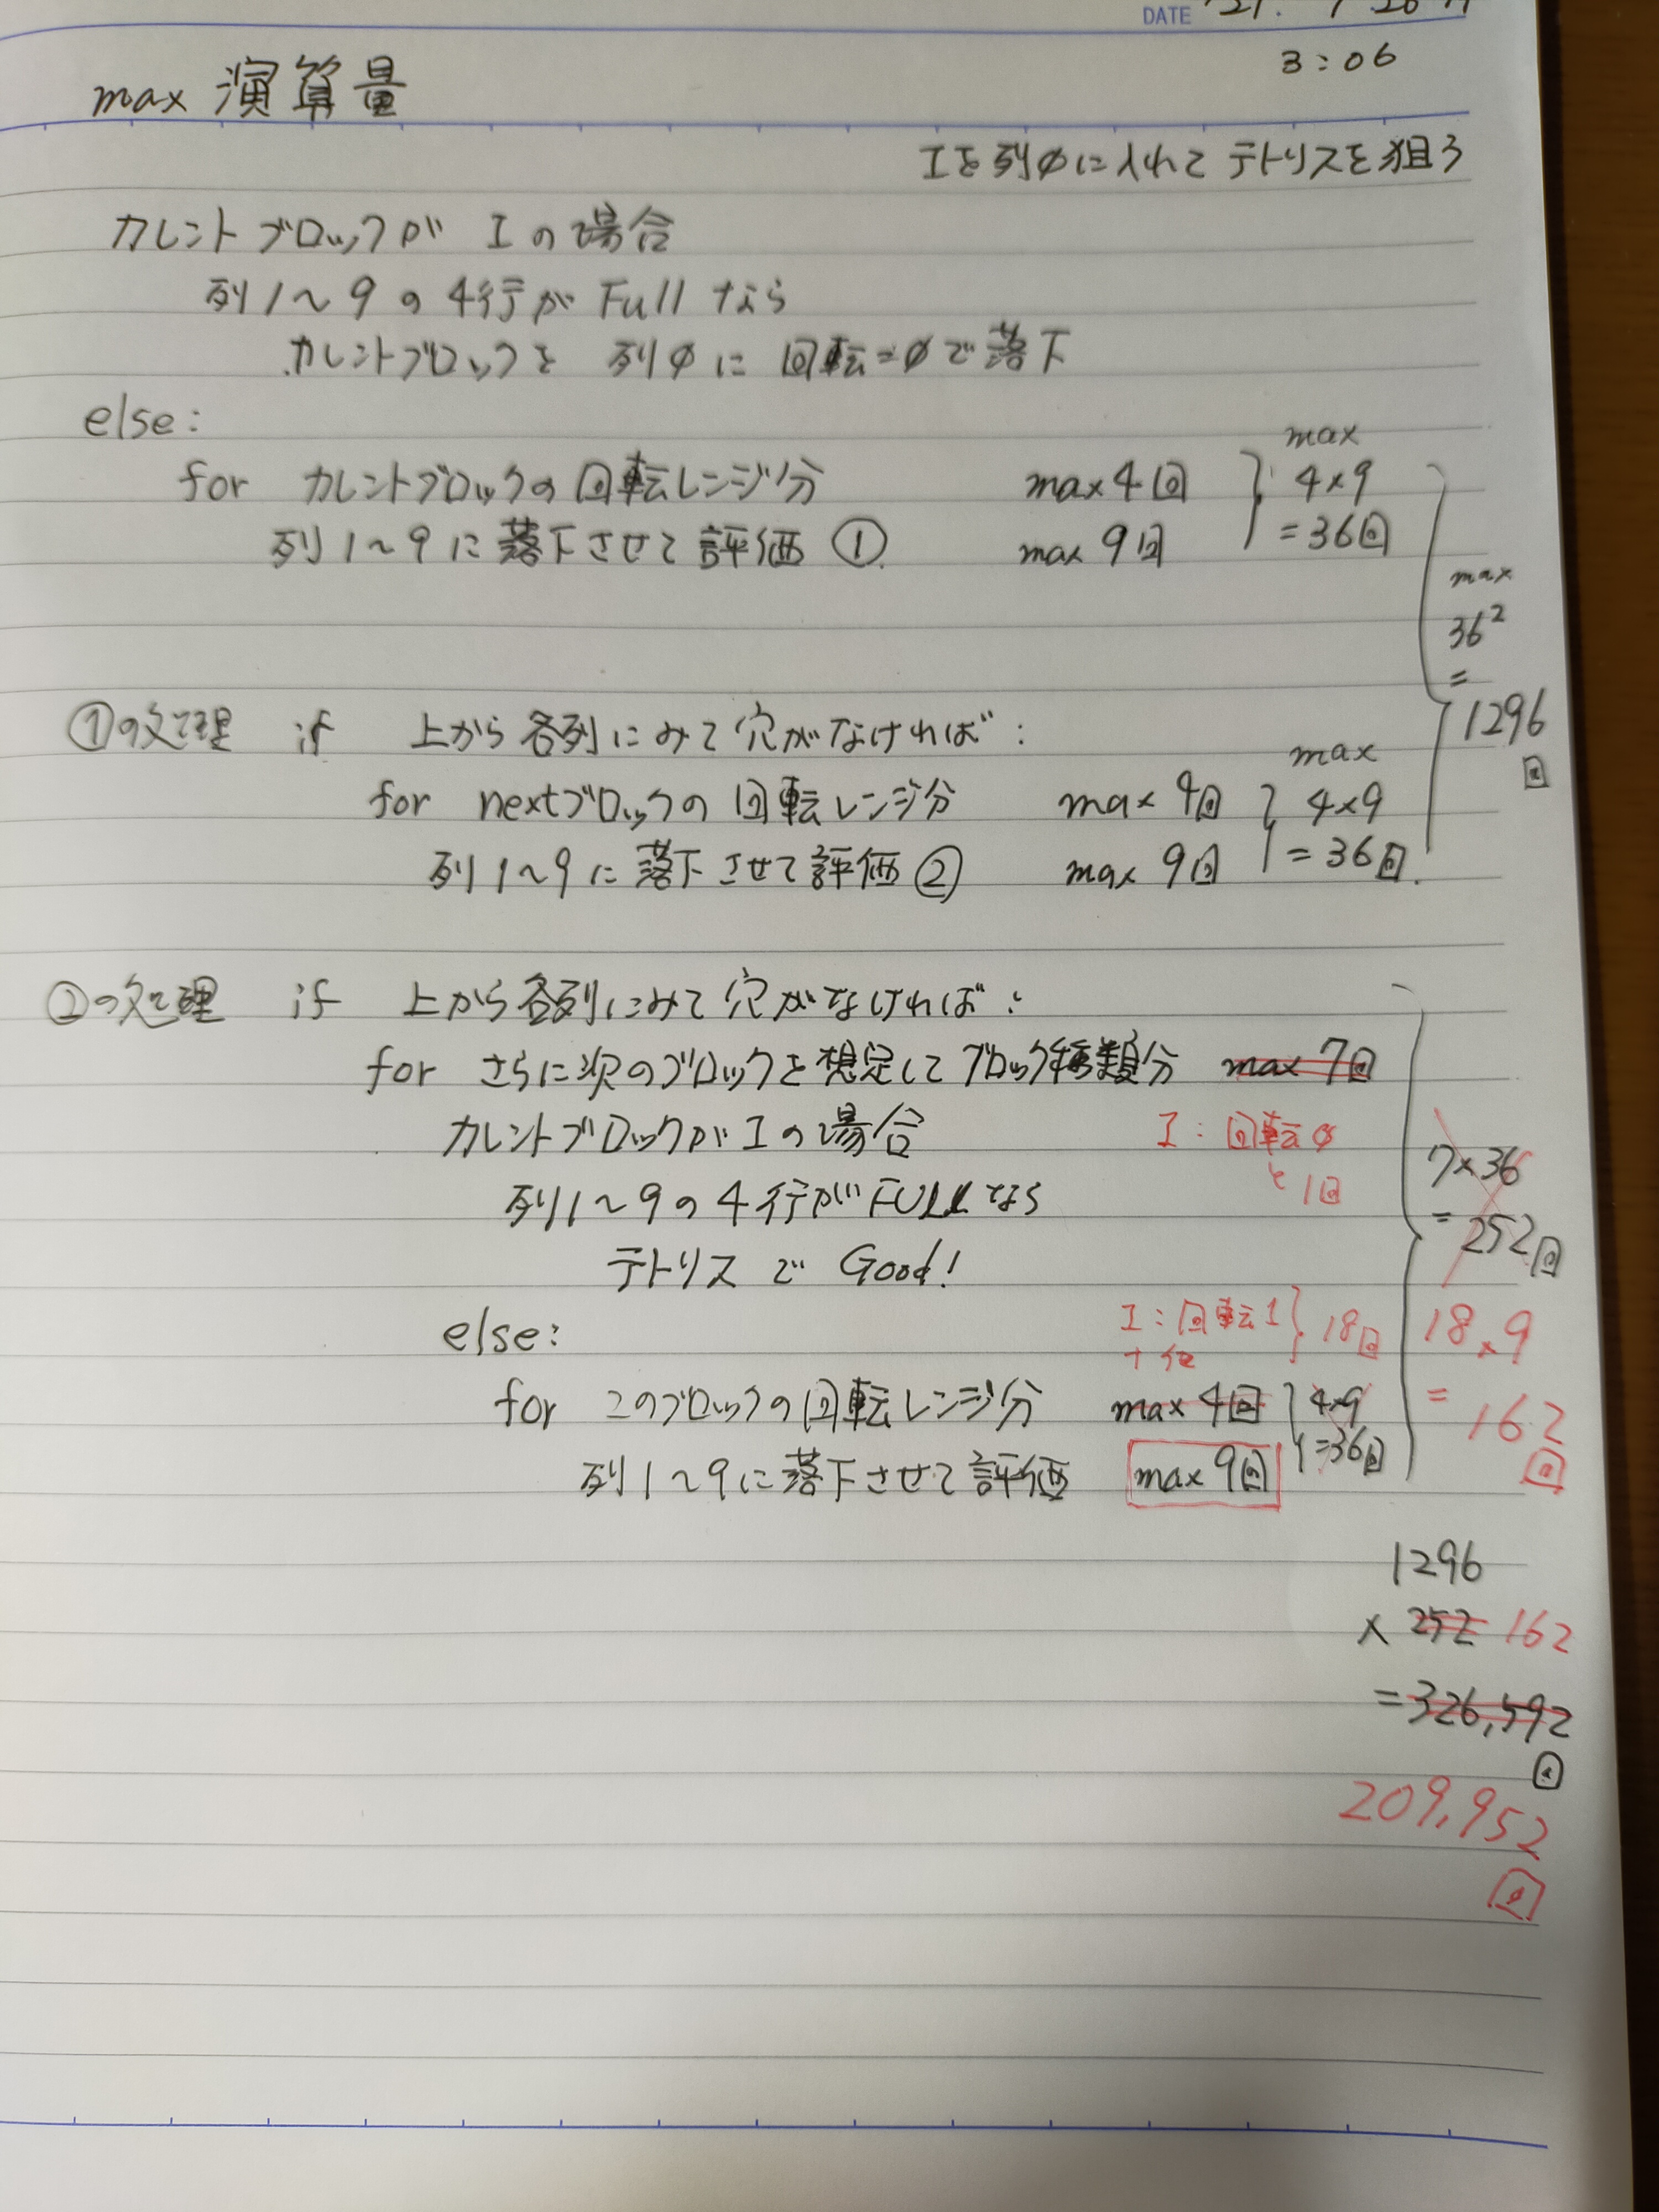 DATE '21.
3:06
max 演算量
Iを列0に入れて テトリスを狙う
カレントブロックが Iの場合
列1〜9の4行がFullなら
カレントブロックを 列0に 回転=0で落下
else:
for カレントブロックの回転レンジ分 max4回
列1〜9に落下させて評価① max 9回
max 4×9 =36回
max 36² = 1296回
①の処理 if 上から各列にみて穴がなければ:
for nextブロックの回転レンジ分 max 4回
列1〜9に落下させて評価② max 9回
max 4×9 =36回.
②の処理 if 上から各列にみて穴がなければ:
for さらに次のブロックを想定してブロック種類分 max 7回
カレントブロックがIの場合 I:回転0
と1回
列1〜9の4行がFULLなら
テトリスで Good!
7×36 = 252回
else: I:回転1 + 他 18回
18×9 = 162回
for このブロックの回転レンジ分 max 4回
列1〜9に落下させて評価 max 9回
4×9 =36回
1296
× 252 162
=326,592回
209,952回